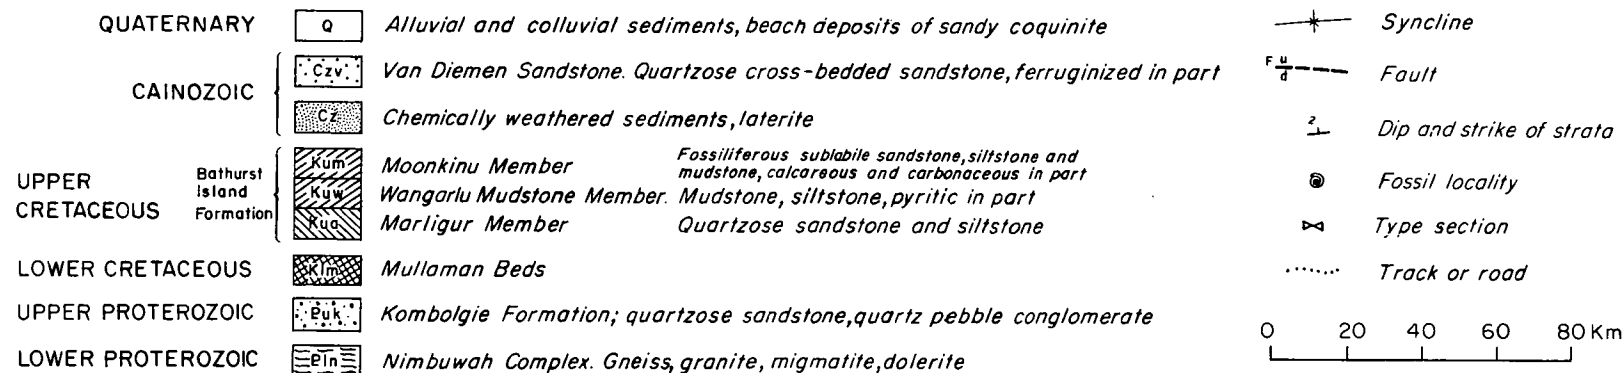 QUATERNARY Q Alluvial and colluvial sediments, beach deposits of sandy coquinite
CAINOZOIC
Czv Van Diemen Sandstone. Quartzose cross-bedded sandstone, ferruginized in part
Cz Chemically weathered sediments, laterite
UPPER CRETACEOUS
Bathurst Island Formation
Kum Moonkinu Member Fossiliferous sublabile sandstone, siltstone and
mudstone, calcareous and carbonaceous in part
Kuw Wangarlu Mudstone Member. Mudstone, siltstone, pyritic in part
Kua Marligur Member Quartzose sandstone and siltstone
LOWER CRETACEOUS Klm Mullaman Beds
UPPER PROTEROZOIC Puk Kombolgie Formation; quartzose sandstone, quartz pebble conglomerate
LOWER PROTEROZOIC Pln Nimbuwah Complex. Gneiss, granite, migmatite, dolerite
Syncline
F u d Fault
2 Dip and strike of strata
Fossil locality
Type section
Track or road
0 20 40 60 80 Km